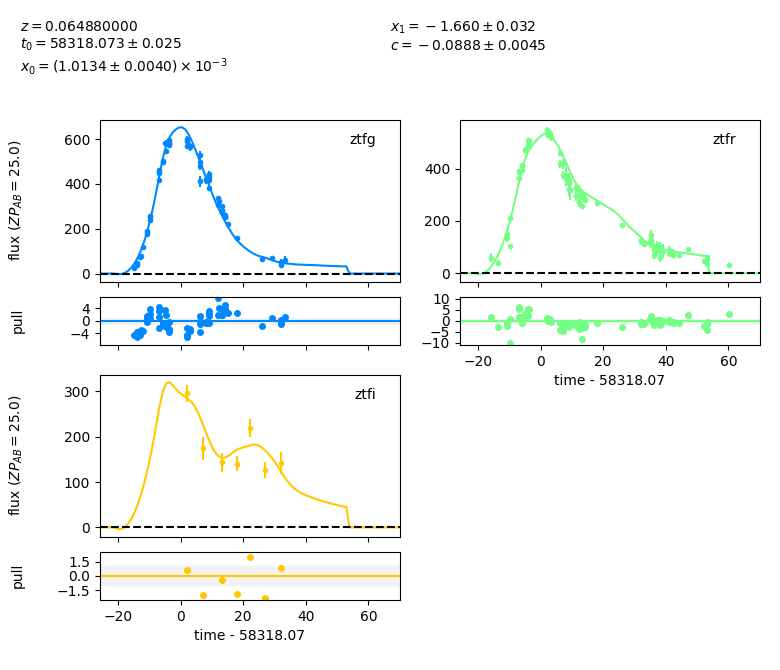 z = 0.064880000
t₀ = 58318.073 ± 0.025
x₀ = (1.0134 ± 0.0040) × 10⁻³
x₁ = −1.660 ± 0.032
c = −0.0888 ± 0.0045
flux (ZP_AB = 25.0)
600
400
200
0
ztfg
pull
4
0
−4
400
200
0
ztfr
10
5
0
−5
−10
−20 0 20 40 60
time - 58318.07
flux (ZP_AB = 25.0)
300
200
100
0
ztfi
pull
1.5
0.0
−1.5
−20 0 20 40 60
time - 58318.07